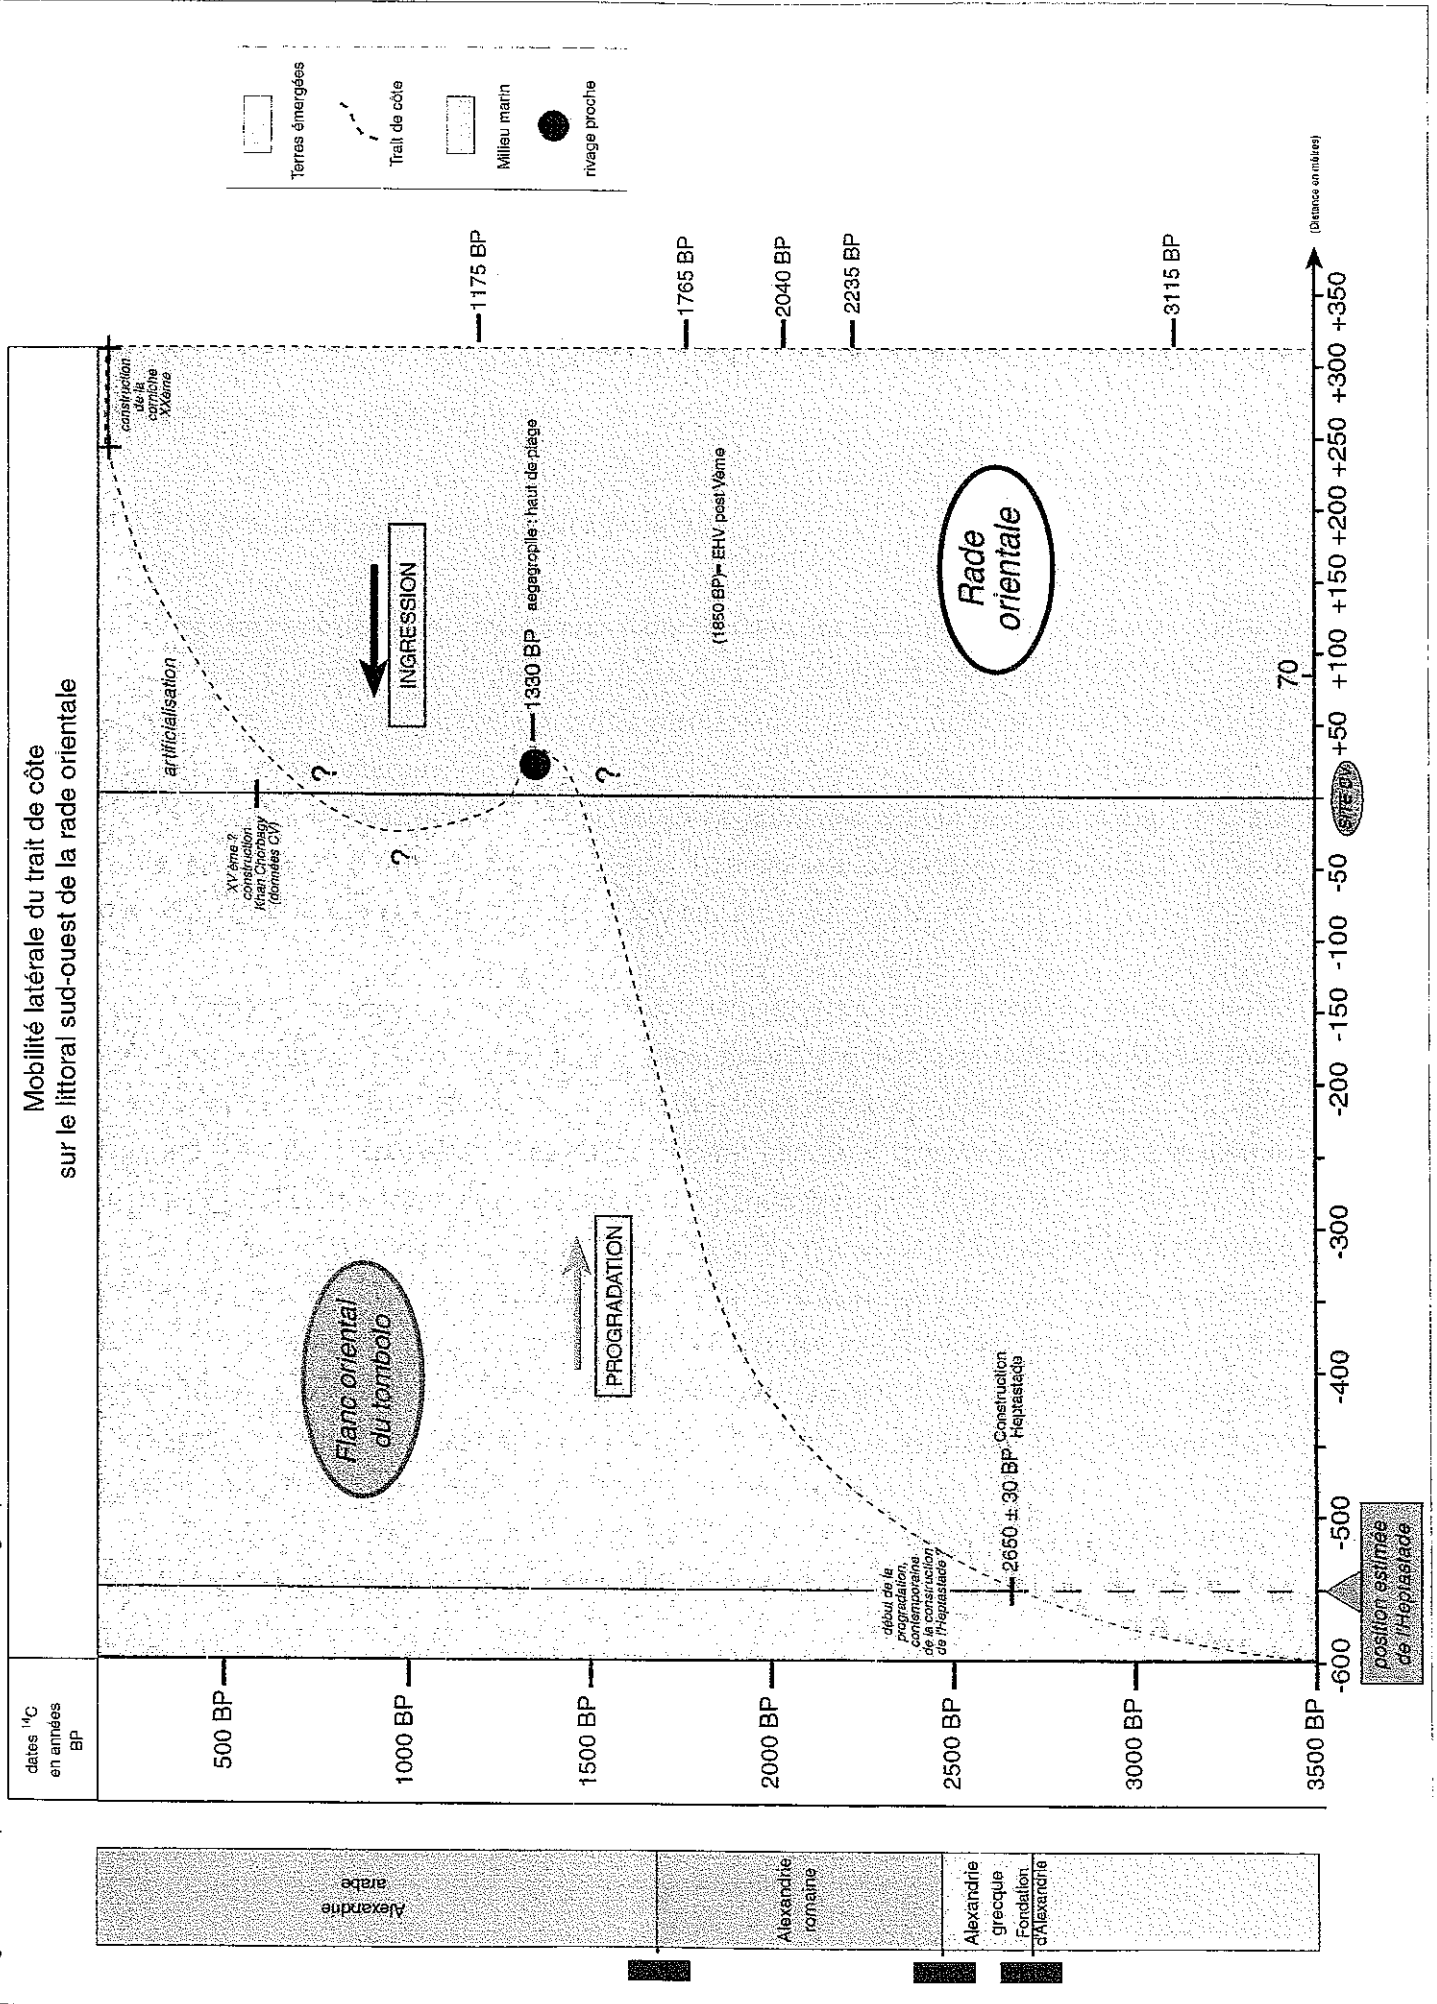 Mobilité latérale du trait de côte
sur le littoral sud-ouest de la rade orientale
dates ¹⁴C
en années
BP
500 BP
1000 BP
1500 BP
2000 BP
2500 BP
3000 BP
3500 BP
Alexandrie
arabe
Alexandrie
romaine
Alexandrie
grecque
Fondation
d'Alexandrie
Flanc oriental
du tombolo
PROGRADATION
XVème ?
construction
Khan Chorbagy
(données CV)
artificialisation
?
?
?
INGRESSION
construction
de la
corniche
XXème
1330 BP aegagropile : haut de plage
(1850 BP) EHV post Vème
Rade
orientale
début de la
progradation,
contemporaine
de la construction
de l'Heptastade ?
2650 ± 30 BP Construction
Heptastade
1175 BP
1765 BP
2040 BP
2235 BP
3115 BP
Terres émergées
Trait de côte
Milieu marin
rivage proche
70
-600 -500 -400 -300 -200 -150 -100 -50 +50 +100 +150 +200 +250 +300 +350
(Distance en mètres)
position estimée
de l'Heptastade